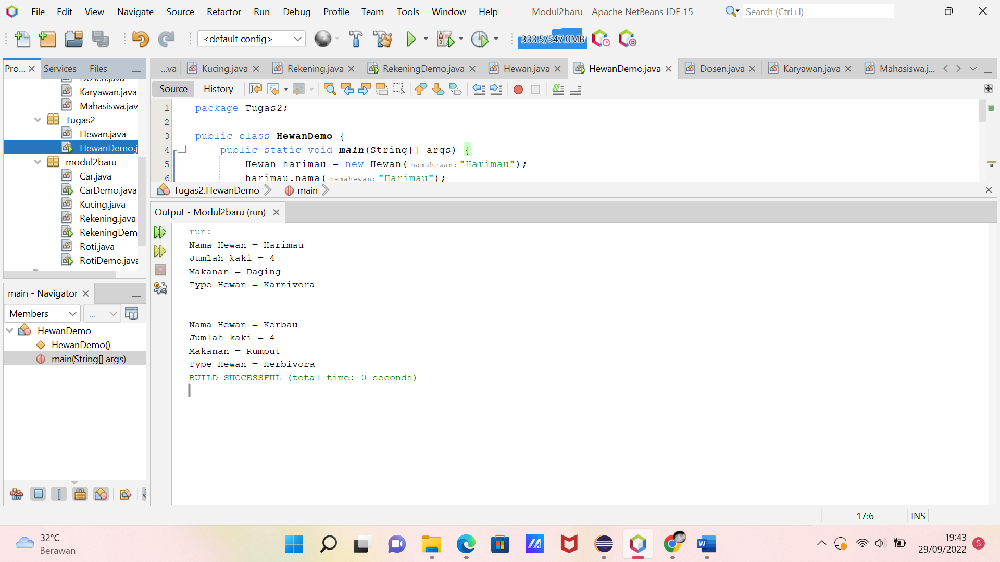 File Edit View Navigate Source Refactor Run Debug Profile Team Tools Window Help Modul2baru - Apache NetBeans IDE 15 Search (Ctrl+I)
<default config> 333.5/547.0MB
Pro... Services Files
...va Kucing.java Rekening.java RekeningDemo.java Hewan.java HewanDemo.java Dosen.java Karyawan.java Mahasiswa.j...
Source History
Dosen.java
Karyawan.java
Mahasiswa.jav
Tugas2
Hewan.java
HewanDemo.j
modul2baru
Car.java
CarDemo.java
Kucing.java
Rekening.java
RekeningDem
Roti.java
RotiDemo.java
1 package Tugas2;
2
3 public class HewanDemo {
4 public static void main(String[] args) {
5 Hewan harimau = new Hewan( namahewan: "Harimau");
6 harimau.nama( namahewan: "Harimau");
Tugas2.HewanDemo main
Output - Modul2baru (run)
run:
Nama Hewan = Harimau
Jumlah kaki = 4
Makanan = Daging
Type Hewan = Karnivora
Nama Hewan = Kerbau
Jumlah kaki = 4
Makanan = Rumput
Type Hewan = Herbivora
BUILD SUCCESSFUL (total time: 0 seconds)
main - Navigator
Members ...
HewanDemo
HewanDemo()
main(String[] args)
17:6 INS
32°C
Berawan
19:43
29/09/2022 5